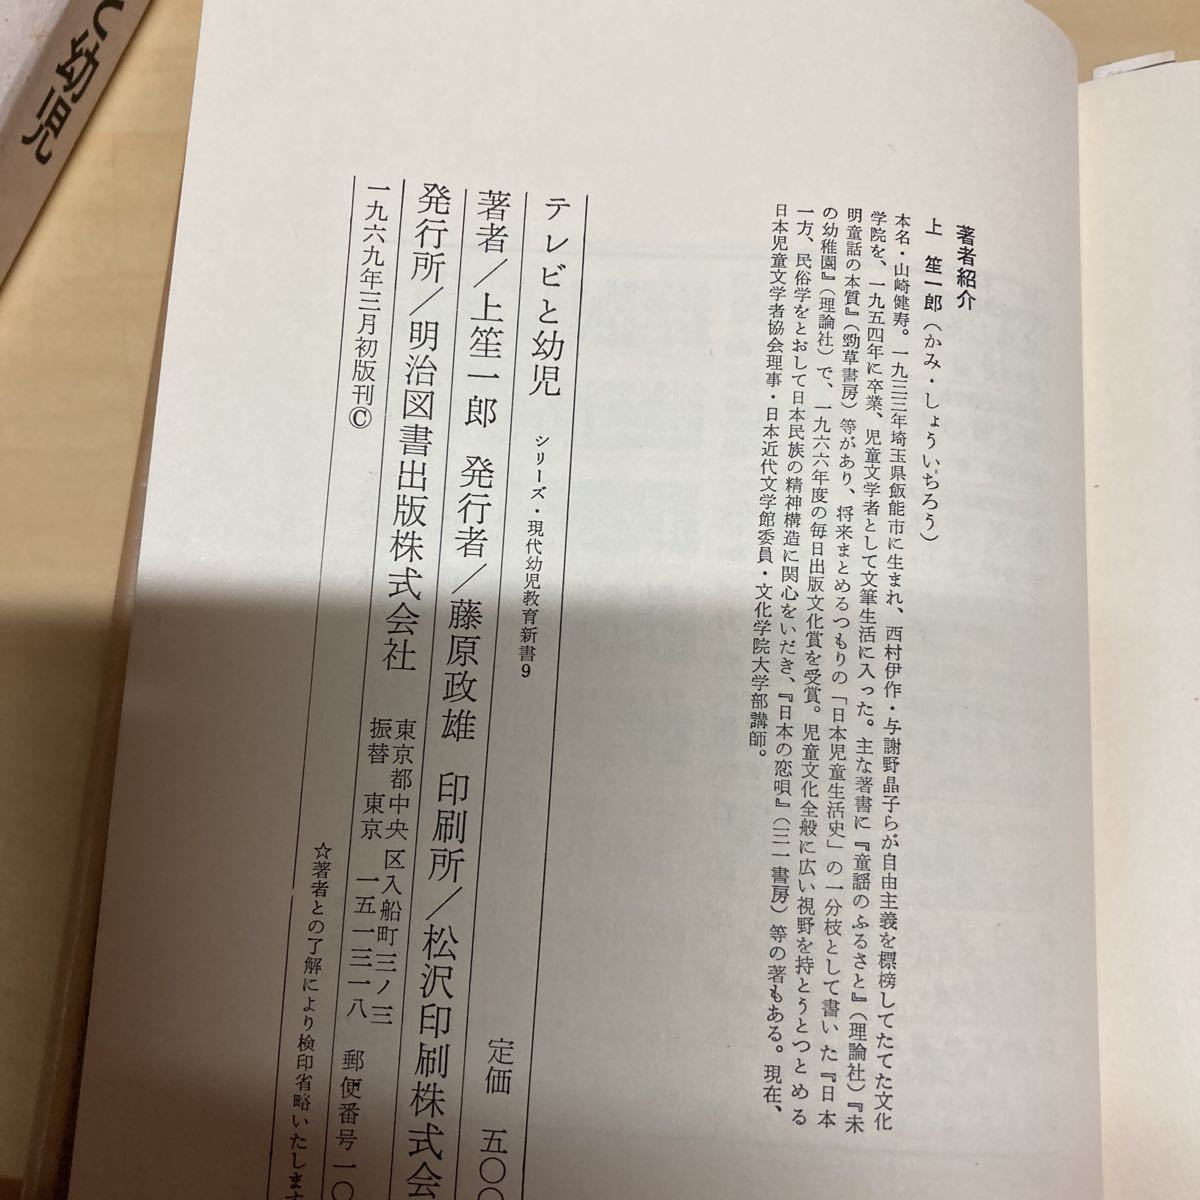 著者紹介
上 笙一郎（かみ・しょういちろう）
本名・山崎健寿。一九三三年埼玉県飯能市に生まれ、西村伊作・与謝野晶子らが自由主義を標榜してたてた文化
学院を、一九五四年に卒業、児童文学者として文筆生活に入った。主な著書に『童謡のふるさと』（理論社）『未
明童話の本質』（勁草書房）等があり、将来まとめるつもりの「日本児童生活史」の一分枝として書いた『日本
の幼稚園』（理論社）で、一九六六年度の毎日出版文化賞を受賞。児童文化全般に広い視野を持とうとつとめる
一方、民俗学をとおして日本民族の精神構造に関心をいだき、『日本の恋唄』（三一書房）等の著もある。現在、
日本児童文学者協会理事・日本近代文学館委員・文化学院大学部講師。
テレビと幼児 シリーズ・現代幼児教育新書9
定価 五〇〇
著者／上笙一郎 発行者／藤原政雄 印刷所／松沢印刷株式会
発行所／明治図書出版株式会社
東京都中央区入船町三ノ三
振替 東京 一五一三一八 郵便番号一〇
一九六九年三月初版刊©
☆著者との了解により検印省略いたします
と幼児